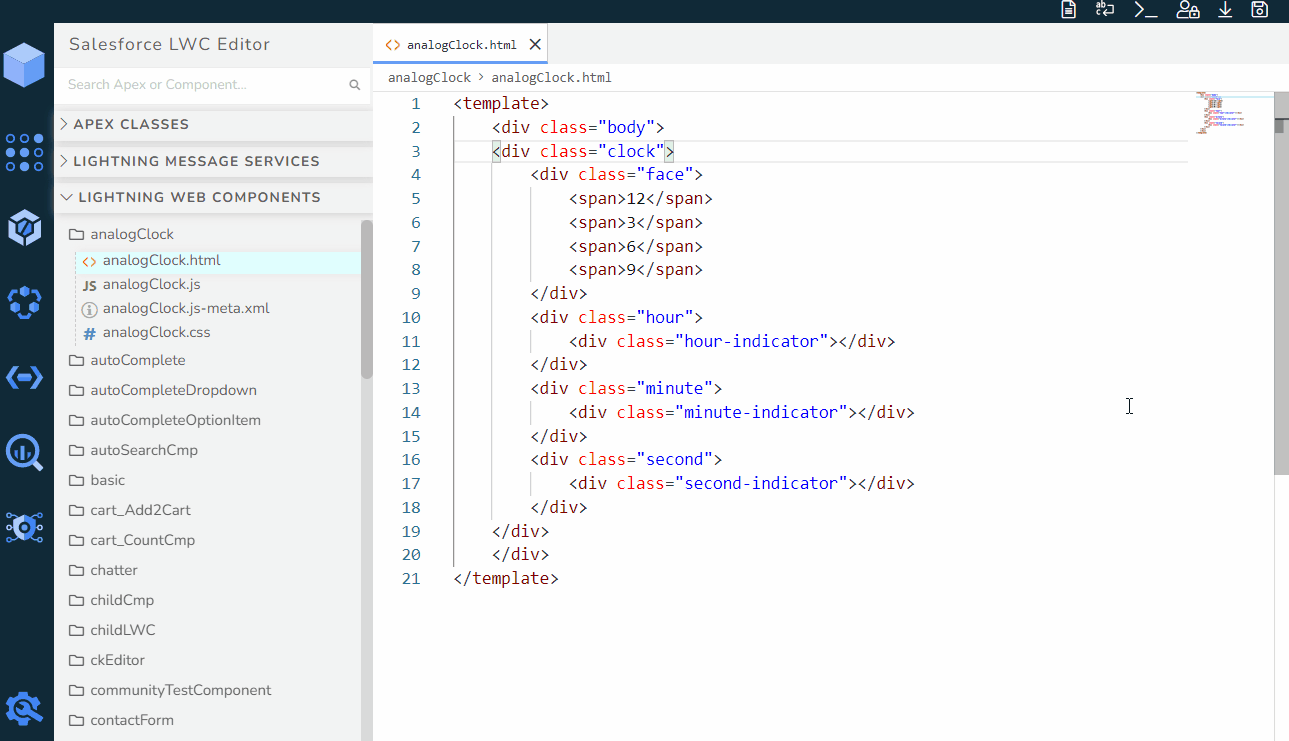 Salesforce LWC Editor
Search Apex or Component...
APEX CLASSES
LIGHTNING MESSAGE SERVICES
LIGHTNING WEB COMPONENTS
analogClock
analogClock.html
JS analogClock.js
analogClock.js-meta.xml
# analogClock.css
autoComplete
autoCompleteDropdown
autoCompleteOptionItem
autoSearchCmp
basic
cart_Add2Cart
cart_CountCmp
chatter
childCmp
childLWC
ckEditor
communityTestComponent
contactForm
analogClock.html
analogClock > analogClock.html
1 <template>
2 <div class="body">
3 <div class="clock">
4 <div class="face">
5 <span>12</span>
6 <span>3</span>
7 <span>6</span>
8 <span>9</span>
9 </div>
10 <div class="hour">
11 <div class="hour-indicator"></div>
12 </div>
13 <div class="minute">
14 <div class="minute-indicator"></div>
15 </div>
16 <div class="second">
17 <div class="second-indicator"></div>
18 </div>
19 </div>
20 </div>
21 </template>